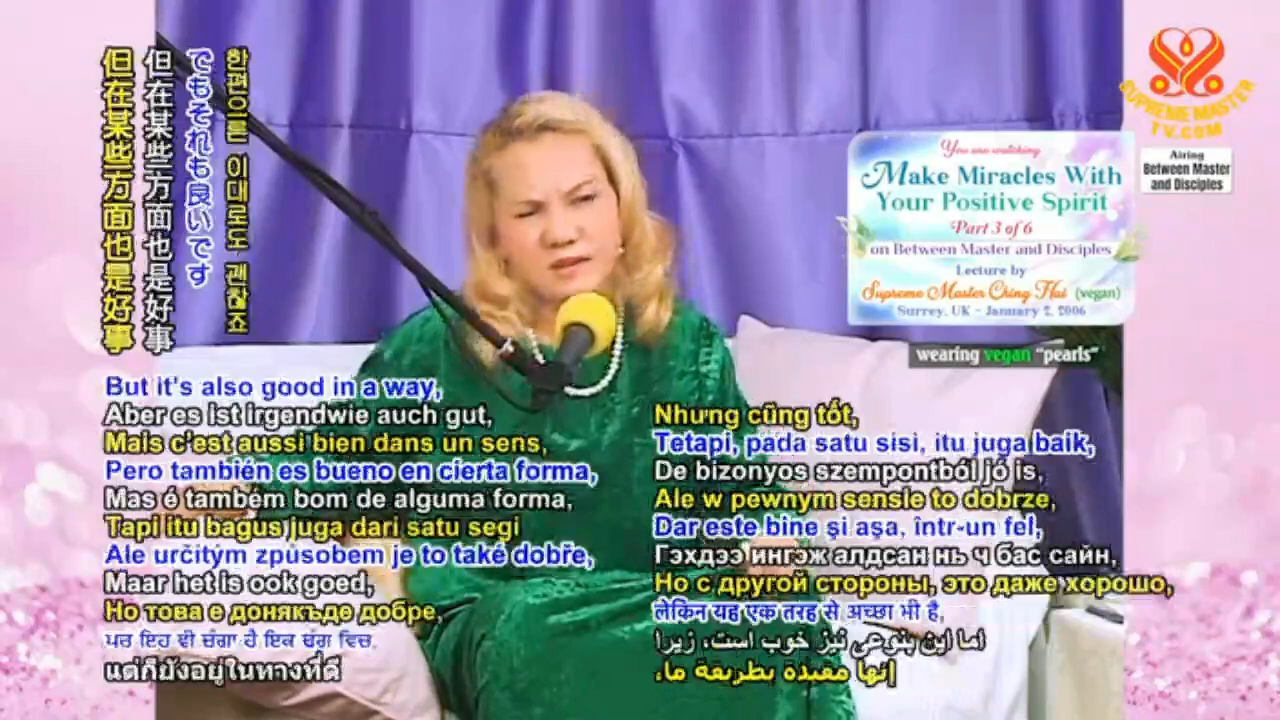 但在某些方面也是好事
但在某些方面也是好事
でもそれも良いです
한편으론 이대로도 괜찮죠
SUPREME MASTER
TV.COM
You are watching
Make Miracles With
Your Positive Spirit
Part 3 of 6
on Between Master and Disciples
Lecture by
Supreme Master Ching Hai (vegan)
Surrey, UK - January 2, 2006
Airing
Between Master
and Disciples
wearing vegan "pearls"
But it's also good in a way,
Aber es ist irgendwie auch gut,
Mais c'est aussi bien dans un sens,
Pero también es bueno en cierta forma,
Mas é também bom de alguma forma,
Tapi itu bagus juga dari satu segi
Ale určitým způsobem je to také dobře,
Maar het is ook goed,
Но това е донякъде добре,
ਪਰ ਇਹ ਵੀ ਚੰਗਾ ਹੈ ਇਕ ਢੰਗ ਵਿਚ,
แต่ก็ยังอยู่ในทางที่ดี
Nhưng cũng tốt,
Tetapi, pada satu sisi, itu juga baik,
De bizonyos szempontból jó is,
Ale w pewnym sensie to dobrze,
Dar este bine şi aşa, într-un fel,
Гэхдээ ингэж алдсан нь ч бас сайн,
Но с другой стороны, это даже хорошо,
लेकिन यह एक तरह से अच्छा भी है,
اما این بنوعی نیز خوب است، زیرا
إنها مفيدة بطريقة ما،